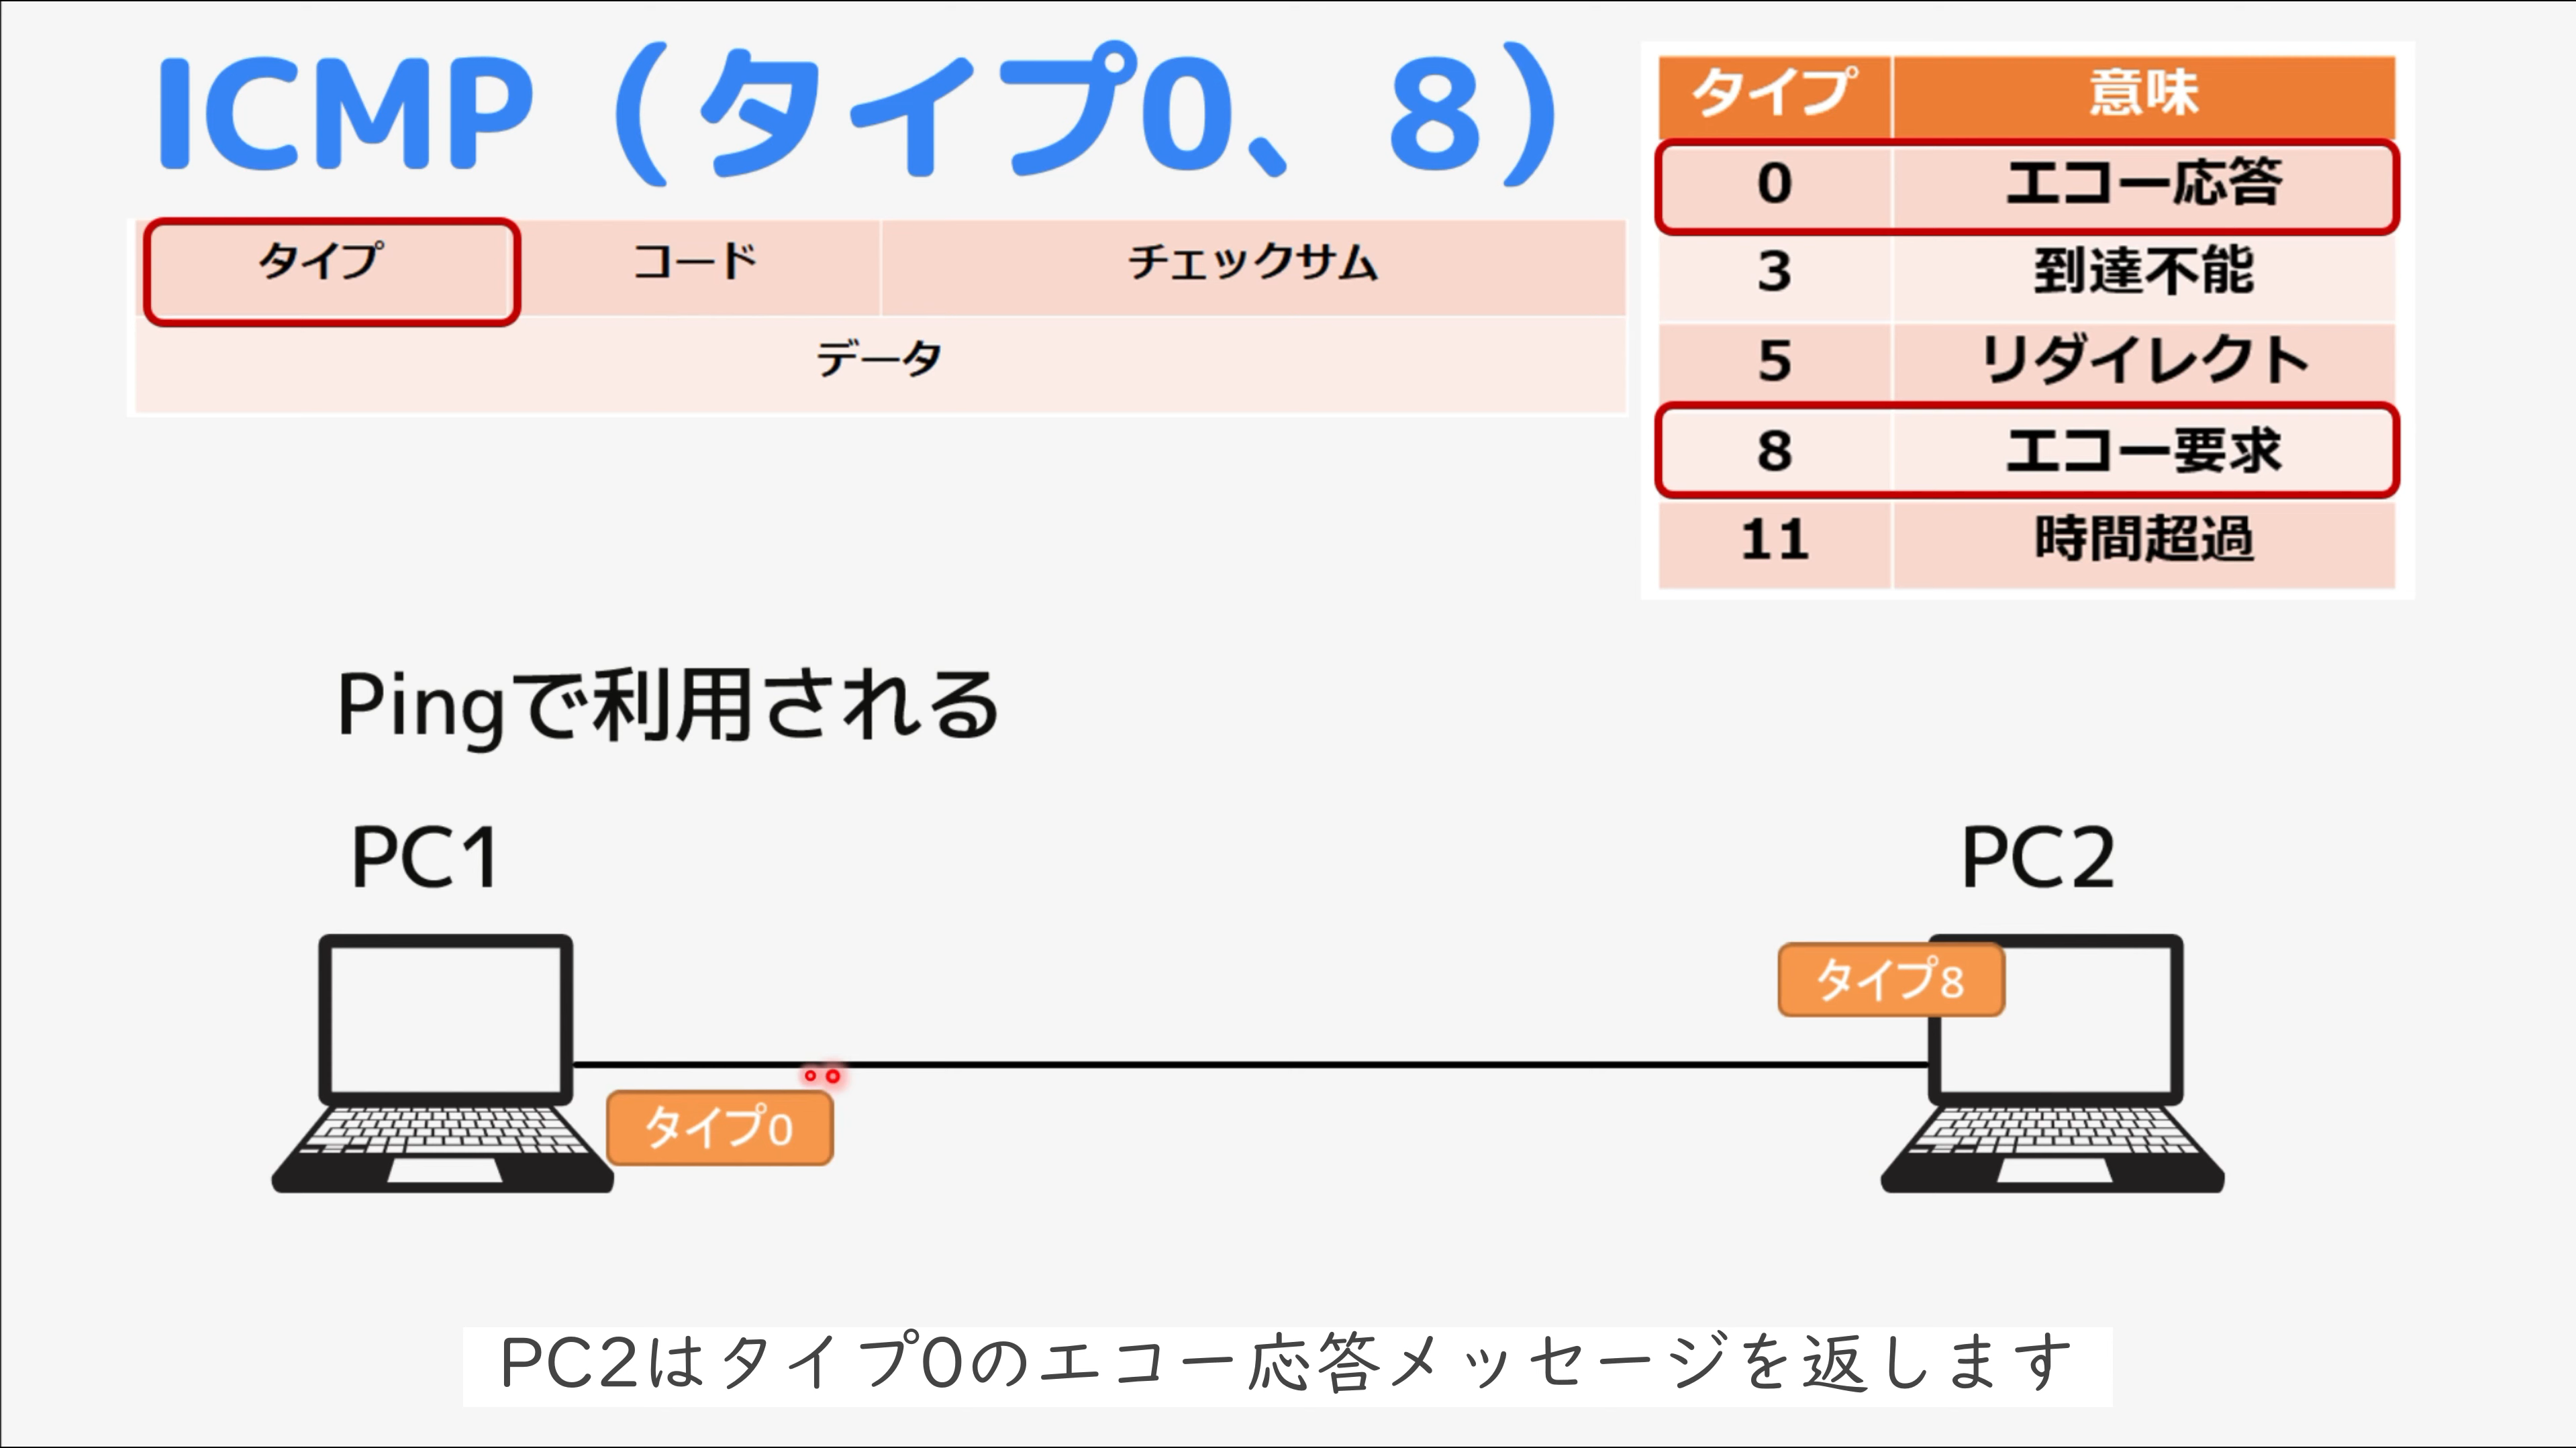 ICMP（タイプ0、8）
タイプ コード チェックサム
データ
タイプ 意味
0 エコー応答
3 到達不能
5 リダイレクト
8 エコー要求
11 時間超過
Pingで利用される
PC1
PC2
タイプ8
タイプ0
PC2はタイプ0のエコー応答メッセージを返します